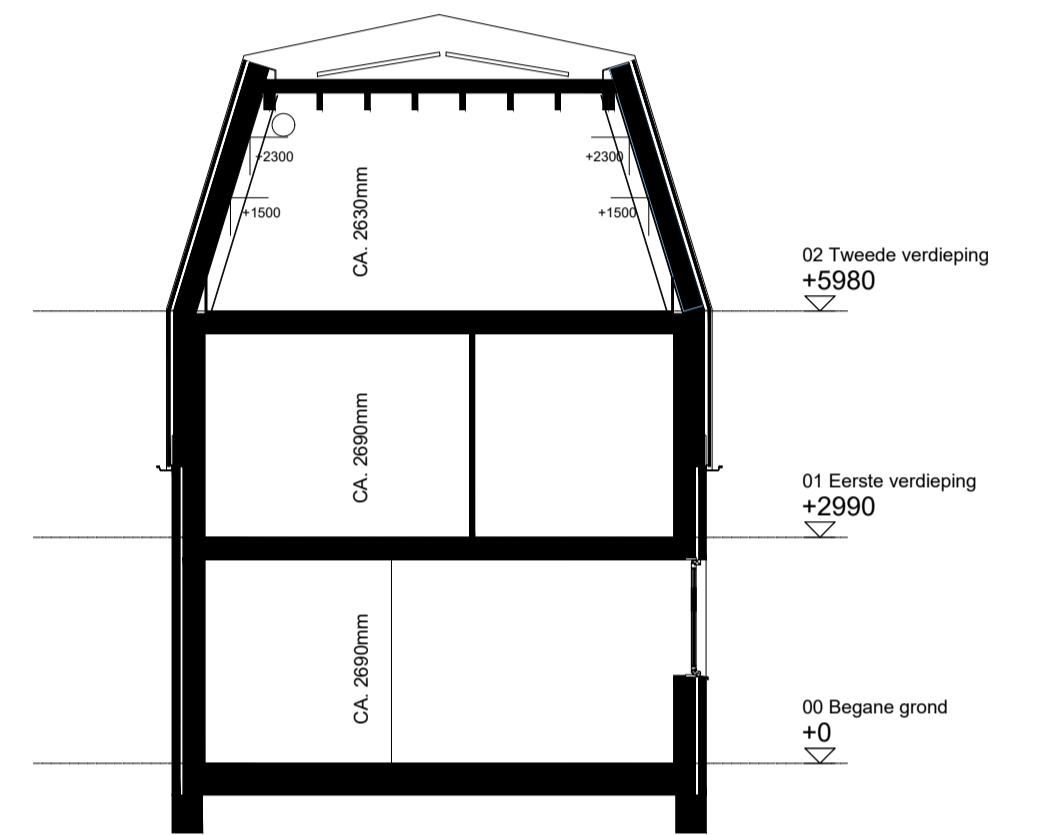 +2300
+2300
+1500
+1500
CA. 2630mm
02 Tweede verdieping
+5980
CA. 2690mm
01 Eerste verdieping
+2990
CA. 2690mm
00 Begane grond
+0